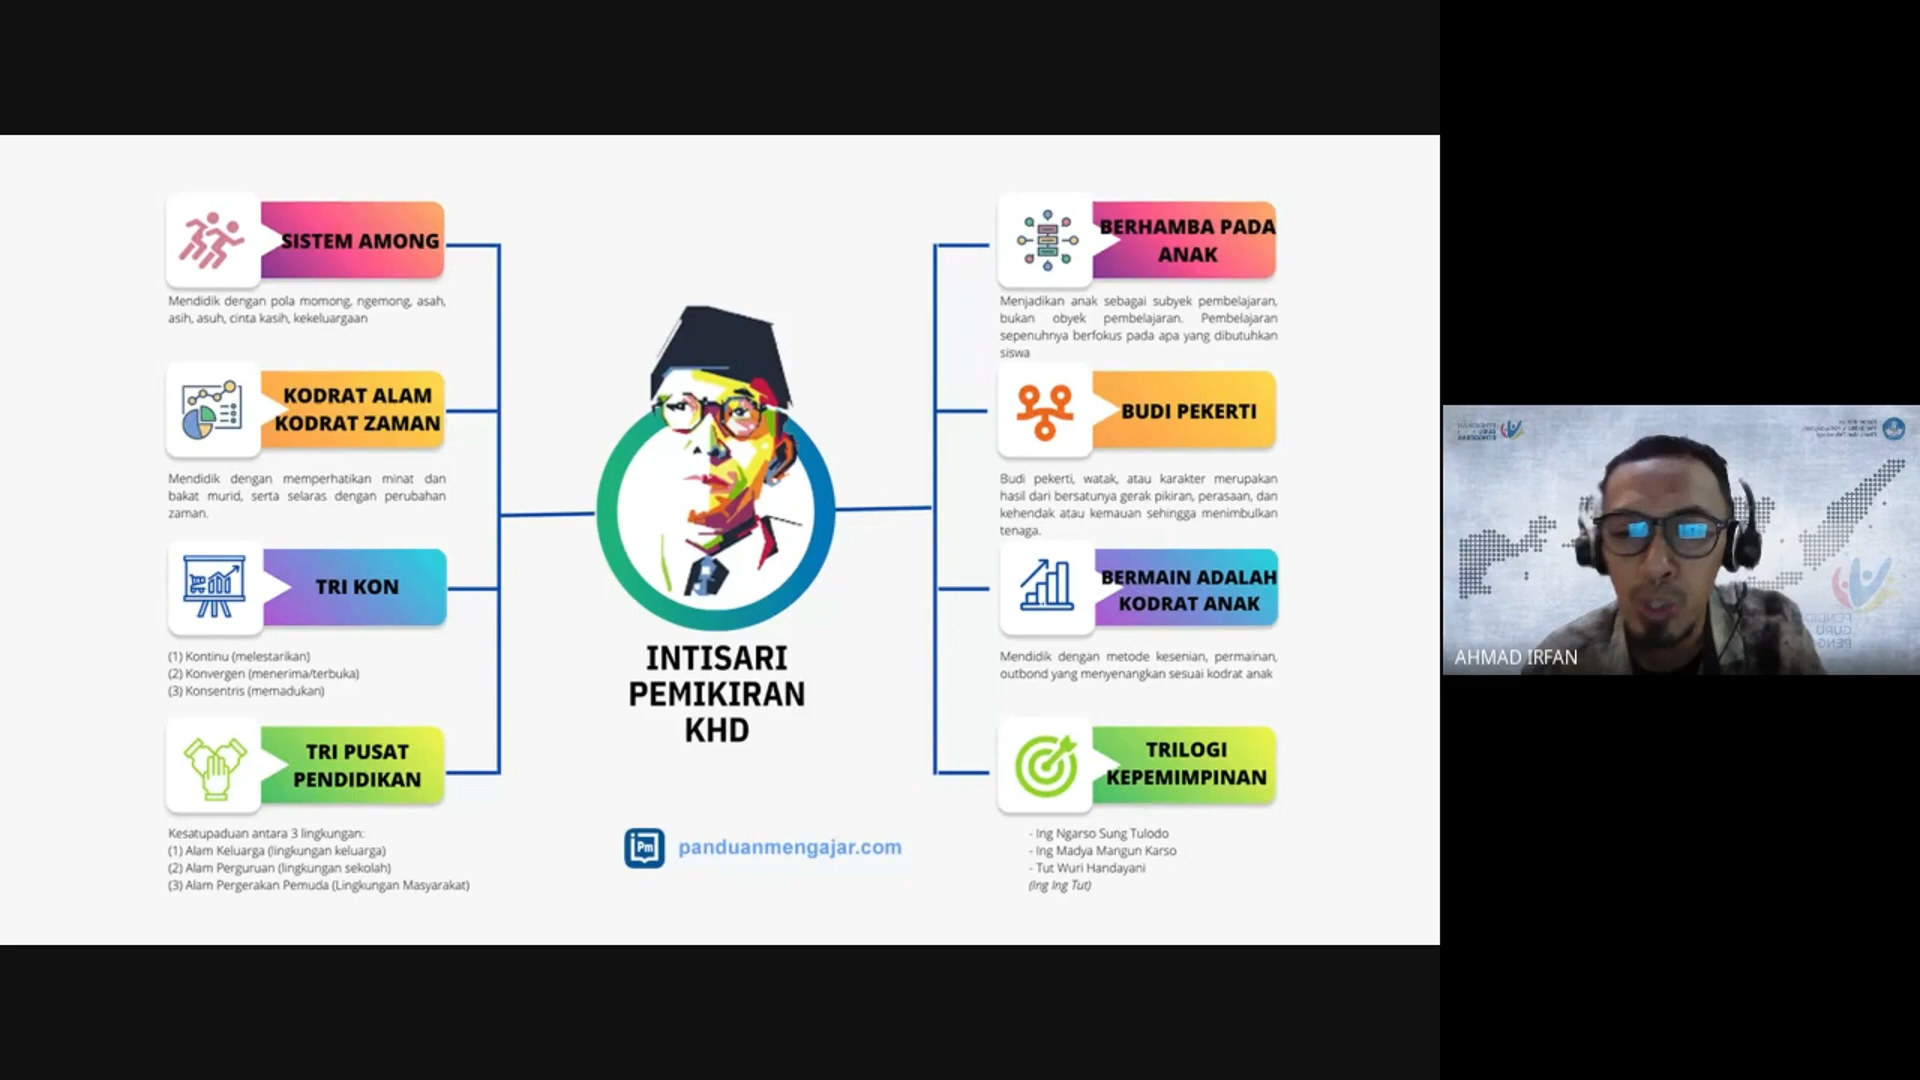 SISTEM AMONG
Mendidik dengan pola momong, ngemong, asah,
asih, asuh, cinta kasih, kekeluargaan
KODRAT ALAM
KODRAT ZAMAN
Mendidik dengan memperhatikan minat dan
bakat murid, serta selaras dengan perubahan
zaman.
TRI KON
(1) Kontinu (melestarikan)
(2) Konvergen (menerima/terbuka)
(3) Konsentris (memadukan)
TRI PUSAT
PENDIDIKAN
Kesatupaduan antara 3 lingkungan:
(1) Alam Keluarga (lingkungan keluarga)
(2) Alam Perguruan (lingkungan sekolah)
(3) Alam Pergerakan Pemuda (Lingkungan Masyarakat)
INTISARI
PEMIKIRAN
KHD
Pm
panduanmengajar.com
BERHAMBA PADA
ANAK
Menjadikan anak sebagai subyek pembelajaran,
bukan obyek pembelajaran. Pembelajaran
sepenuhnya berfokus pada apa yang dibutuhkan
siswa
BUDI PEKERTI
Budi pekerti, watak, atau karakter merupakan
hasil dari bersatunya gerak pikiran, perasaan, dan
kehendak atau kemauan sehingga menimbulkan
tenaga.
BERMAIN ADALAH
KODRAT ANAK
Mendidik dengan metode kesenian, permainan,
outbond yang menyenangkan sesuai kodrat anak
TRILOGI
KEPEMIMPINAN
- Ing Ngarso Sung Tulodo
- Ing Madya Mangun Karso
- Tut Wuri Handayani
(Ing Ing Tut)
AHMAD IRFAN